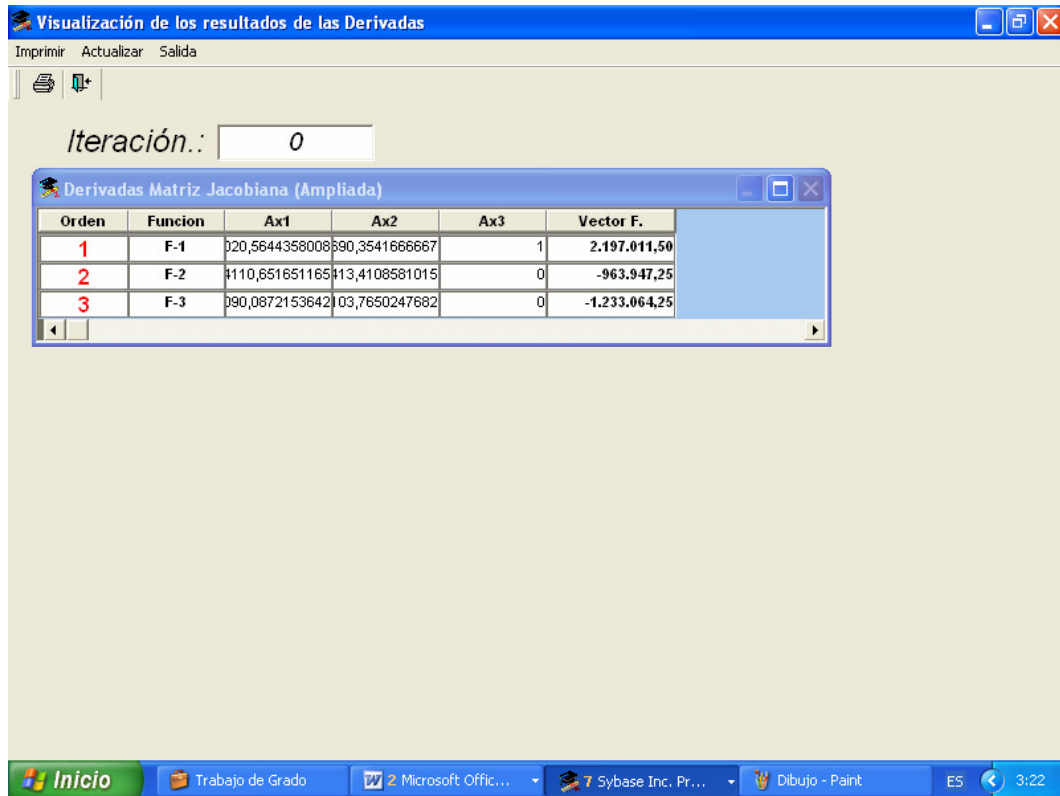 Visualización de los resultados de las Derivadas
Imprimir Actualizar Salida
Iteración.: 0
Derivadas Matriz Jacobiana (Ampliada)
Orden Funcion Ax1 Ax2 Ax3 Vector F.
1 F-1 020,5644358008 690,3541666667 1 2.197.011,50
2 F-2 4110,651651165 413,4108581015 0 -963.947,25
3 F-3 090,0872153642 103,7650247682 0 -1.233.064,25
Inicio Trabajo de Grado 2 Microsoft Offic... 7 Sybase Inc. Pr... Dibujo - Paint ES 3:22